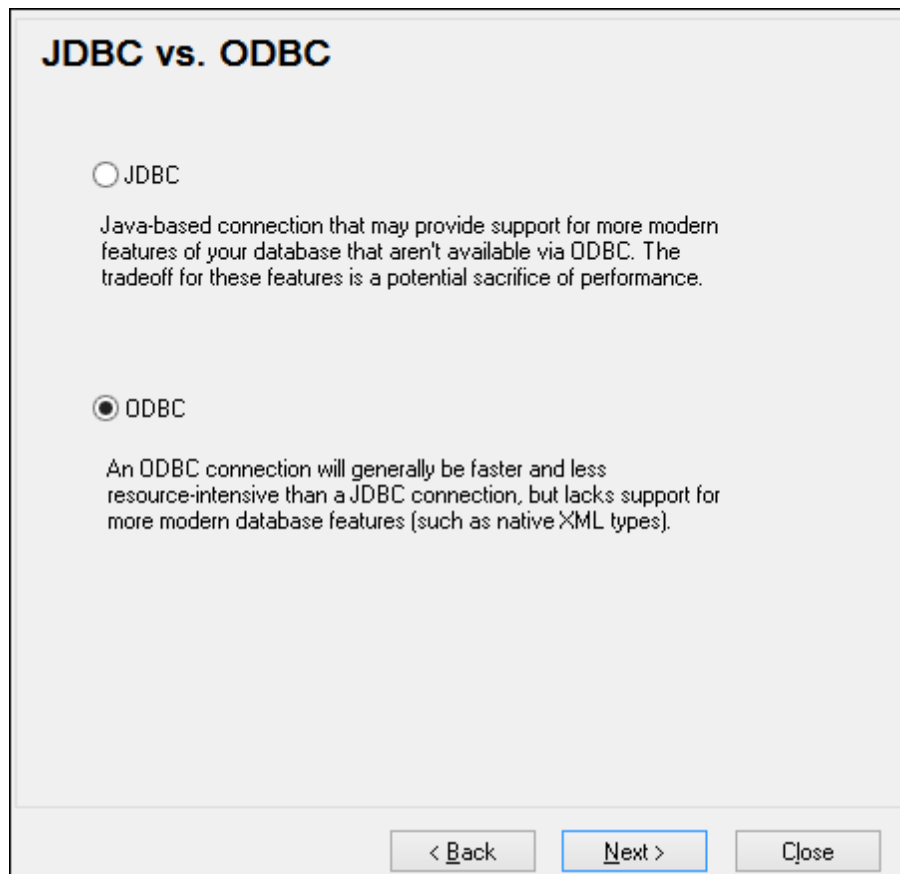 JDBC vs. ODBC
JDBC
Java-based connection that may provide support for more modern
features of your database that aren't available via ODBC. The
tradeoff for these features is a potential sacrifice of performance.
ODBC
An ODBC connection will generally be faster and less
resource-intensive than a JDBC connection, but lacks support for
more modern database features (such as native XML types).
< Back
Next >
Close